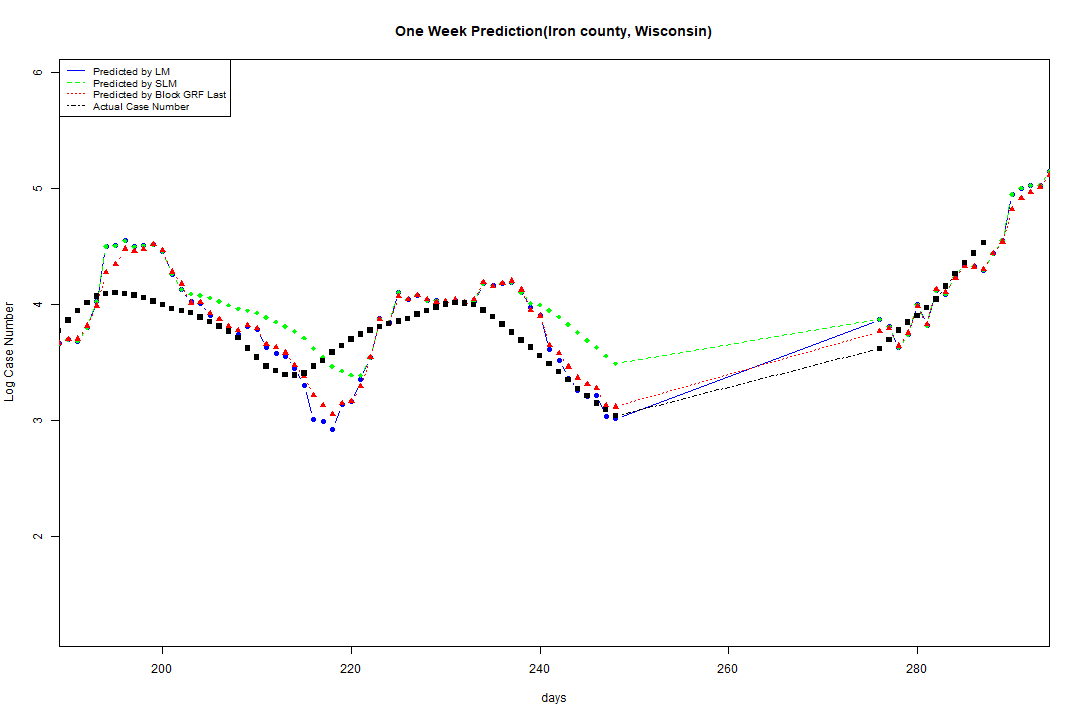 One Week Prediction(Iron county, Wisconsin)
Predicted by LM
Predicted by SLM
Predicted by Block GRF Last
Actual Case Number
6
5
4
3
2
Log Case Number
200 220 240 260 280
days